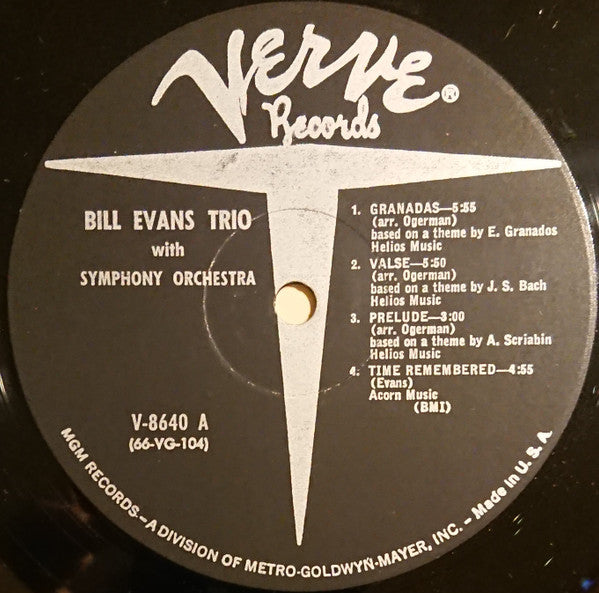 VERVE®
Records
BILL EVANS TRIO
with
SYMPHONY ORCHESTRA
V-8640 A
(66-VG-104)
1. GRANADAS—5:55
(arr. Ogerman)
based on a theme by E. Granados
Helios Music
2. VALSE—5:50
(arr. Ogerman)
based on a theme by J. S. Bach
Helios Music
3. PRELUDE—3:00
(arr. Ogerman)
based on a theme by A. Scriabin
Helios Music
4. TIME REMEMBERED—4:55
(Evans)
Acorn Music
(BMI)
MGM RECORDS—A DIVISION OF METRO-GOLDWYN-MAYER, INC. — Made in U. S. A.